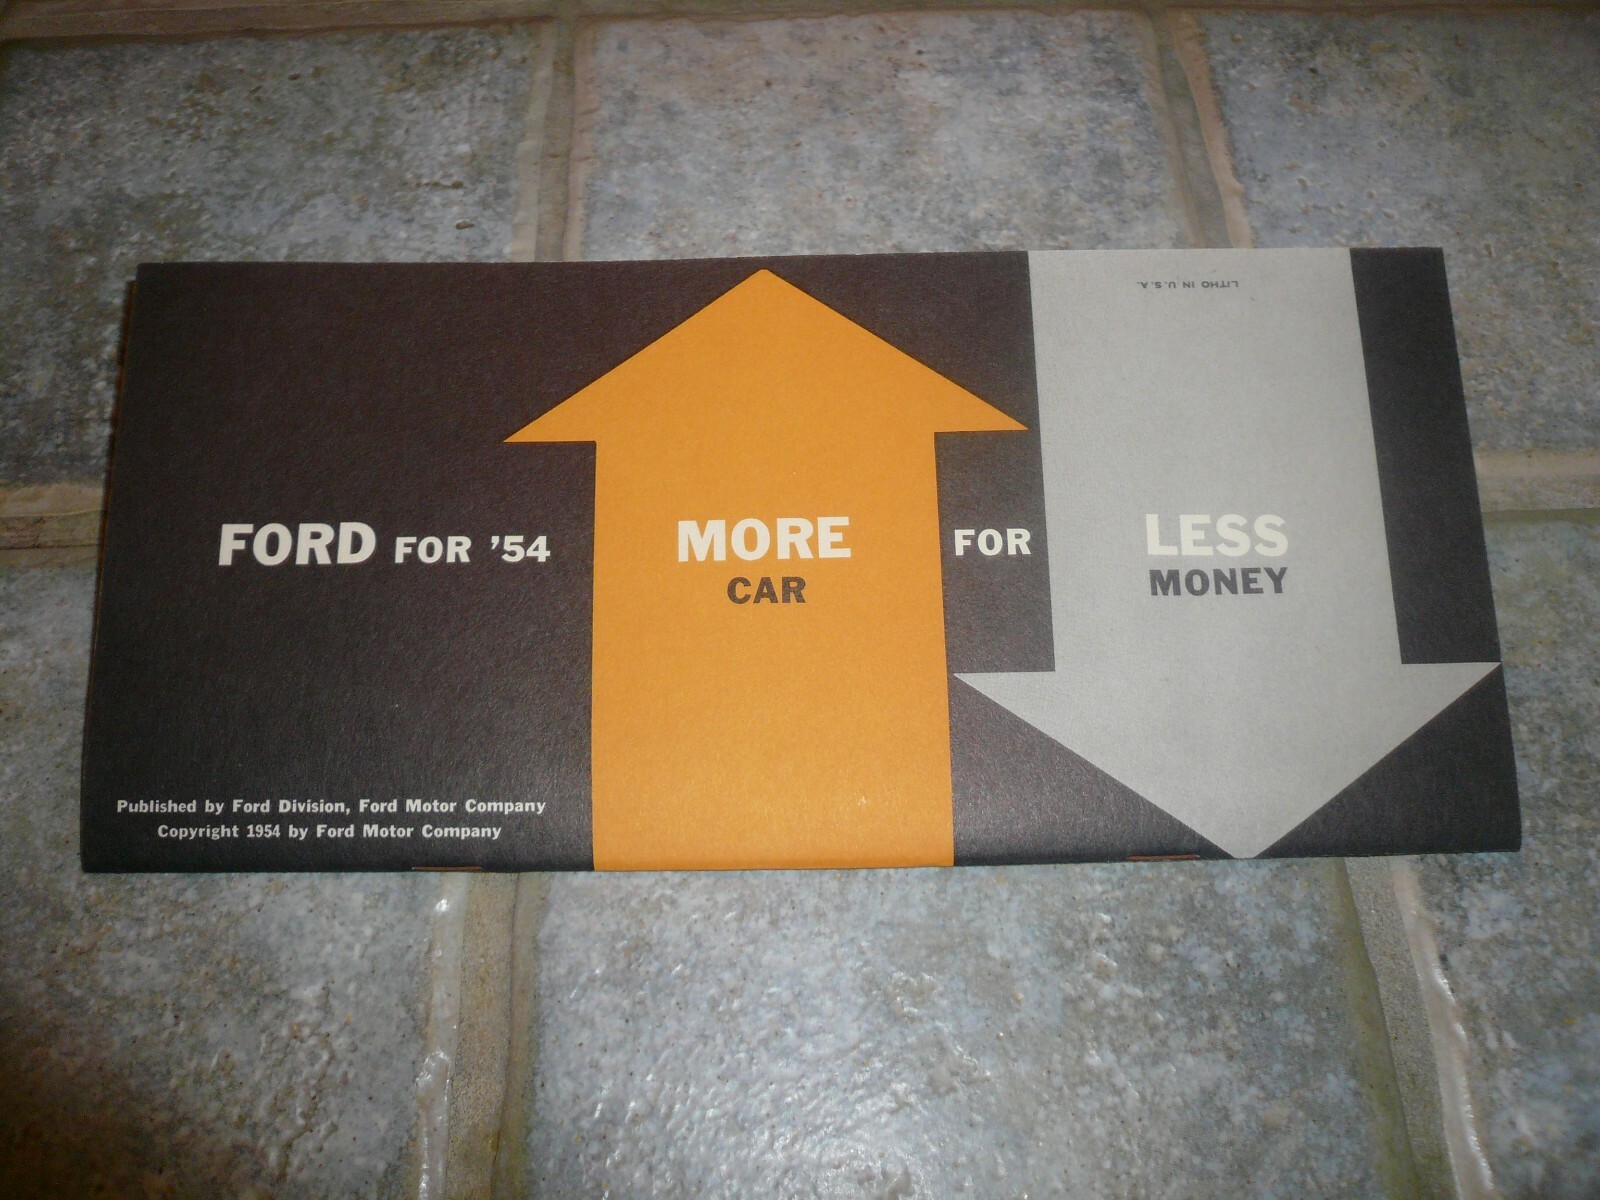 LITHO IN U.S.A.
FORD FOR '54 MORE CAR FOR LESS MONEY
Published by Ford Division, Ford Motor Company
Copyright 1954 by Ford Motor Company